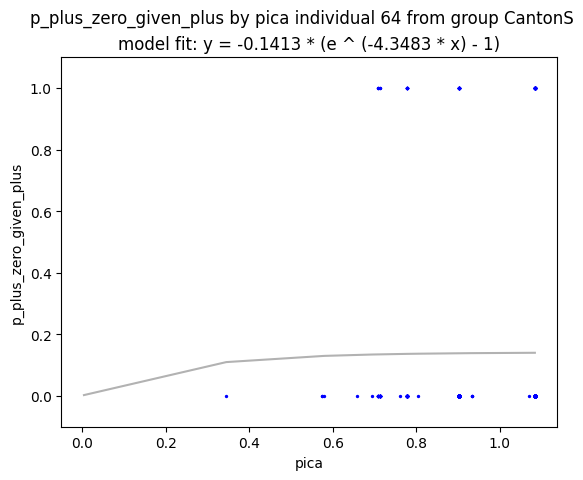 p_plus_zero_given_plus by pica individual 64 from group CantonS
model fit: y = -0.1413 * (e ^ (-4.3483 * x) - 1)
1.0
0.8
0.6
0.4
0.2
0.0
p_plus_zero_given_plus
0.0 0.2 0.4 0.6 0.8 1.0
pica